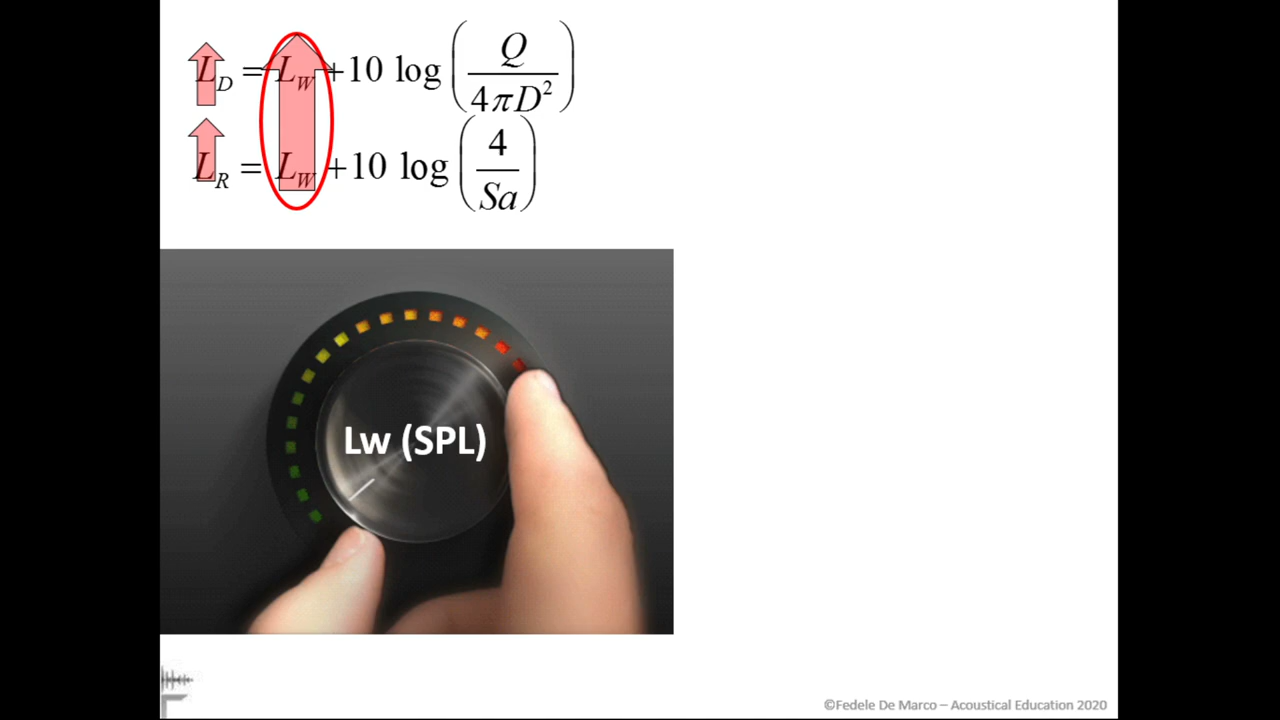 L_D = L_W + 10 log (Q / 4πD²)
L_R = L_W + 10 log (4 / Sa)
Lw (SPL)
©Fedele De Marco – Acoustical Education 2020